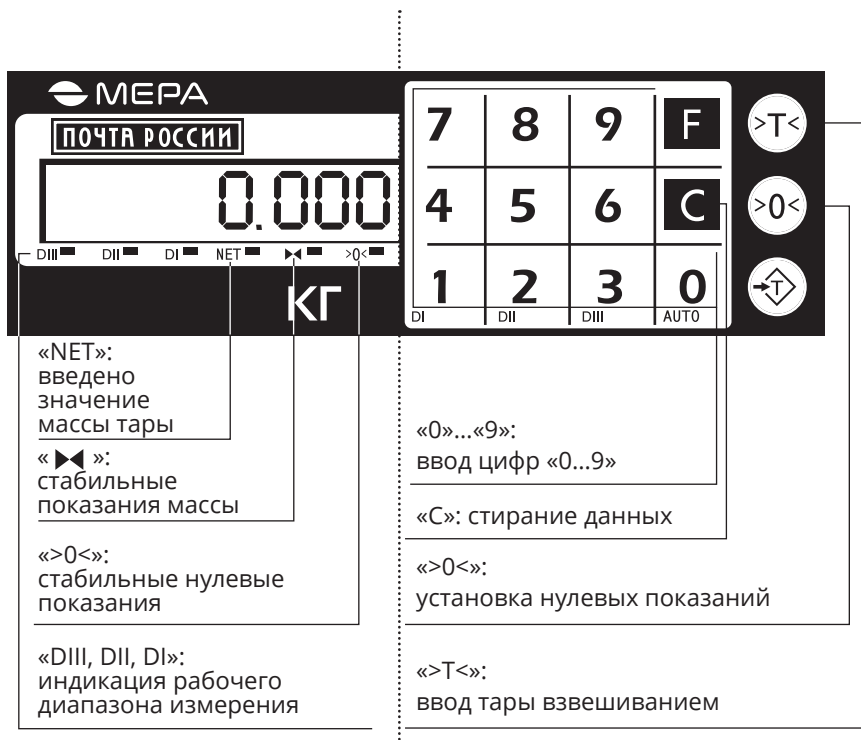 МЕРА
ПОЧТА РОССИИ
0.000
DIII DII DI NET ⧓ >0<
КГ
7 8 9 F
4 5 6 C
1 2 3 0
DI DII DIII AUTO
>T<
>0<
→T
«NET»:
введено
значение
массы тары
« ⧓ »:
стабильные
показания массы
«>0<»:
стабильные нулевые
показания
«DIII, DII, DI»:
индикация рабочего
диапазона измерения
«0»...«9»:
ввод цифр «0...9»
«С»: стирание данных
«>0<»:
установка нулевых показаний
«>T<»:
ввод тары взвешиванием